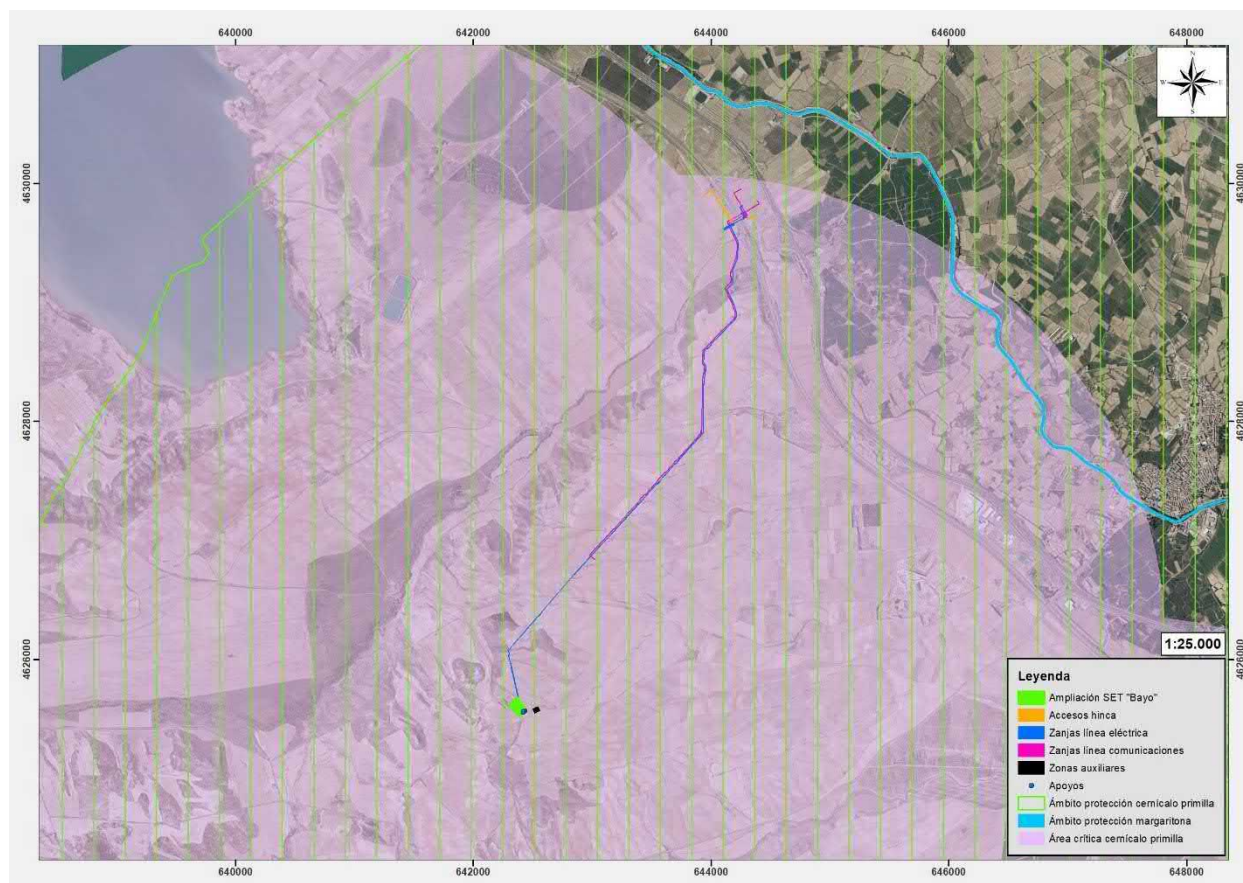 640000 642000 644000 646000 648000
N
W E
S
4630000 4630000
4628000 4628000
4626000 4626000
1:25.000
Leyenda
Ampliación SET "Bayo"
Accesos hinca
Zanjas línea eléctrica
Zanjas linea comunicaciones
Zonas auxiliares
Apoyos
Ámbito protección cernícalo primilla
Ámbito protección margaritona
Área crítica cernícalo primilla
640000 642000 644000 646000 648000